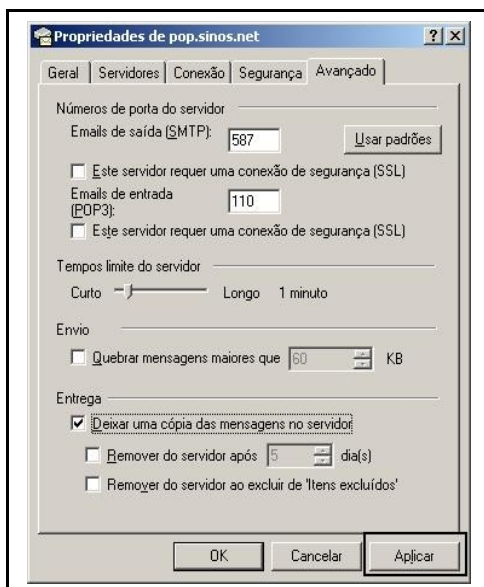 Propriedades de pop.sinos.net
Geral Servidores Conexão Segurança Avançado
Números de porta do servidor
Emails de saída (SMTP): 587 Usar padrões
Este servidor requer uma conexão de segurança (SSL)
Emails de entrada
(POP3): 110
Este servidor requer uma conexão de segurança (SSL)
Tempos limite do servidor
Curto Longo 1 minuto
Envio
Quebrar mensagens maiores que 60 KB
Entrega
Deixar uma cópia das mensagens no servidor
Remover do servidor após 5 dia(s)
Remover do servidor ao excluir de 'Itens excluídos'
OK Cancelar Aplicar